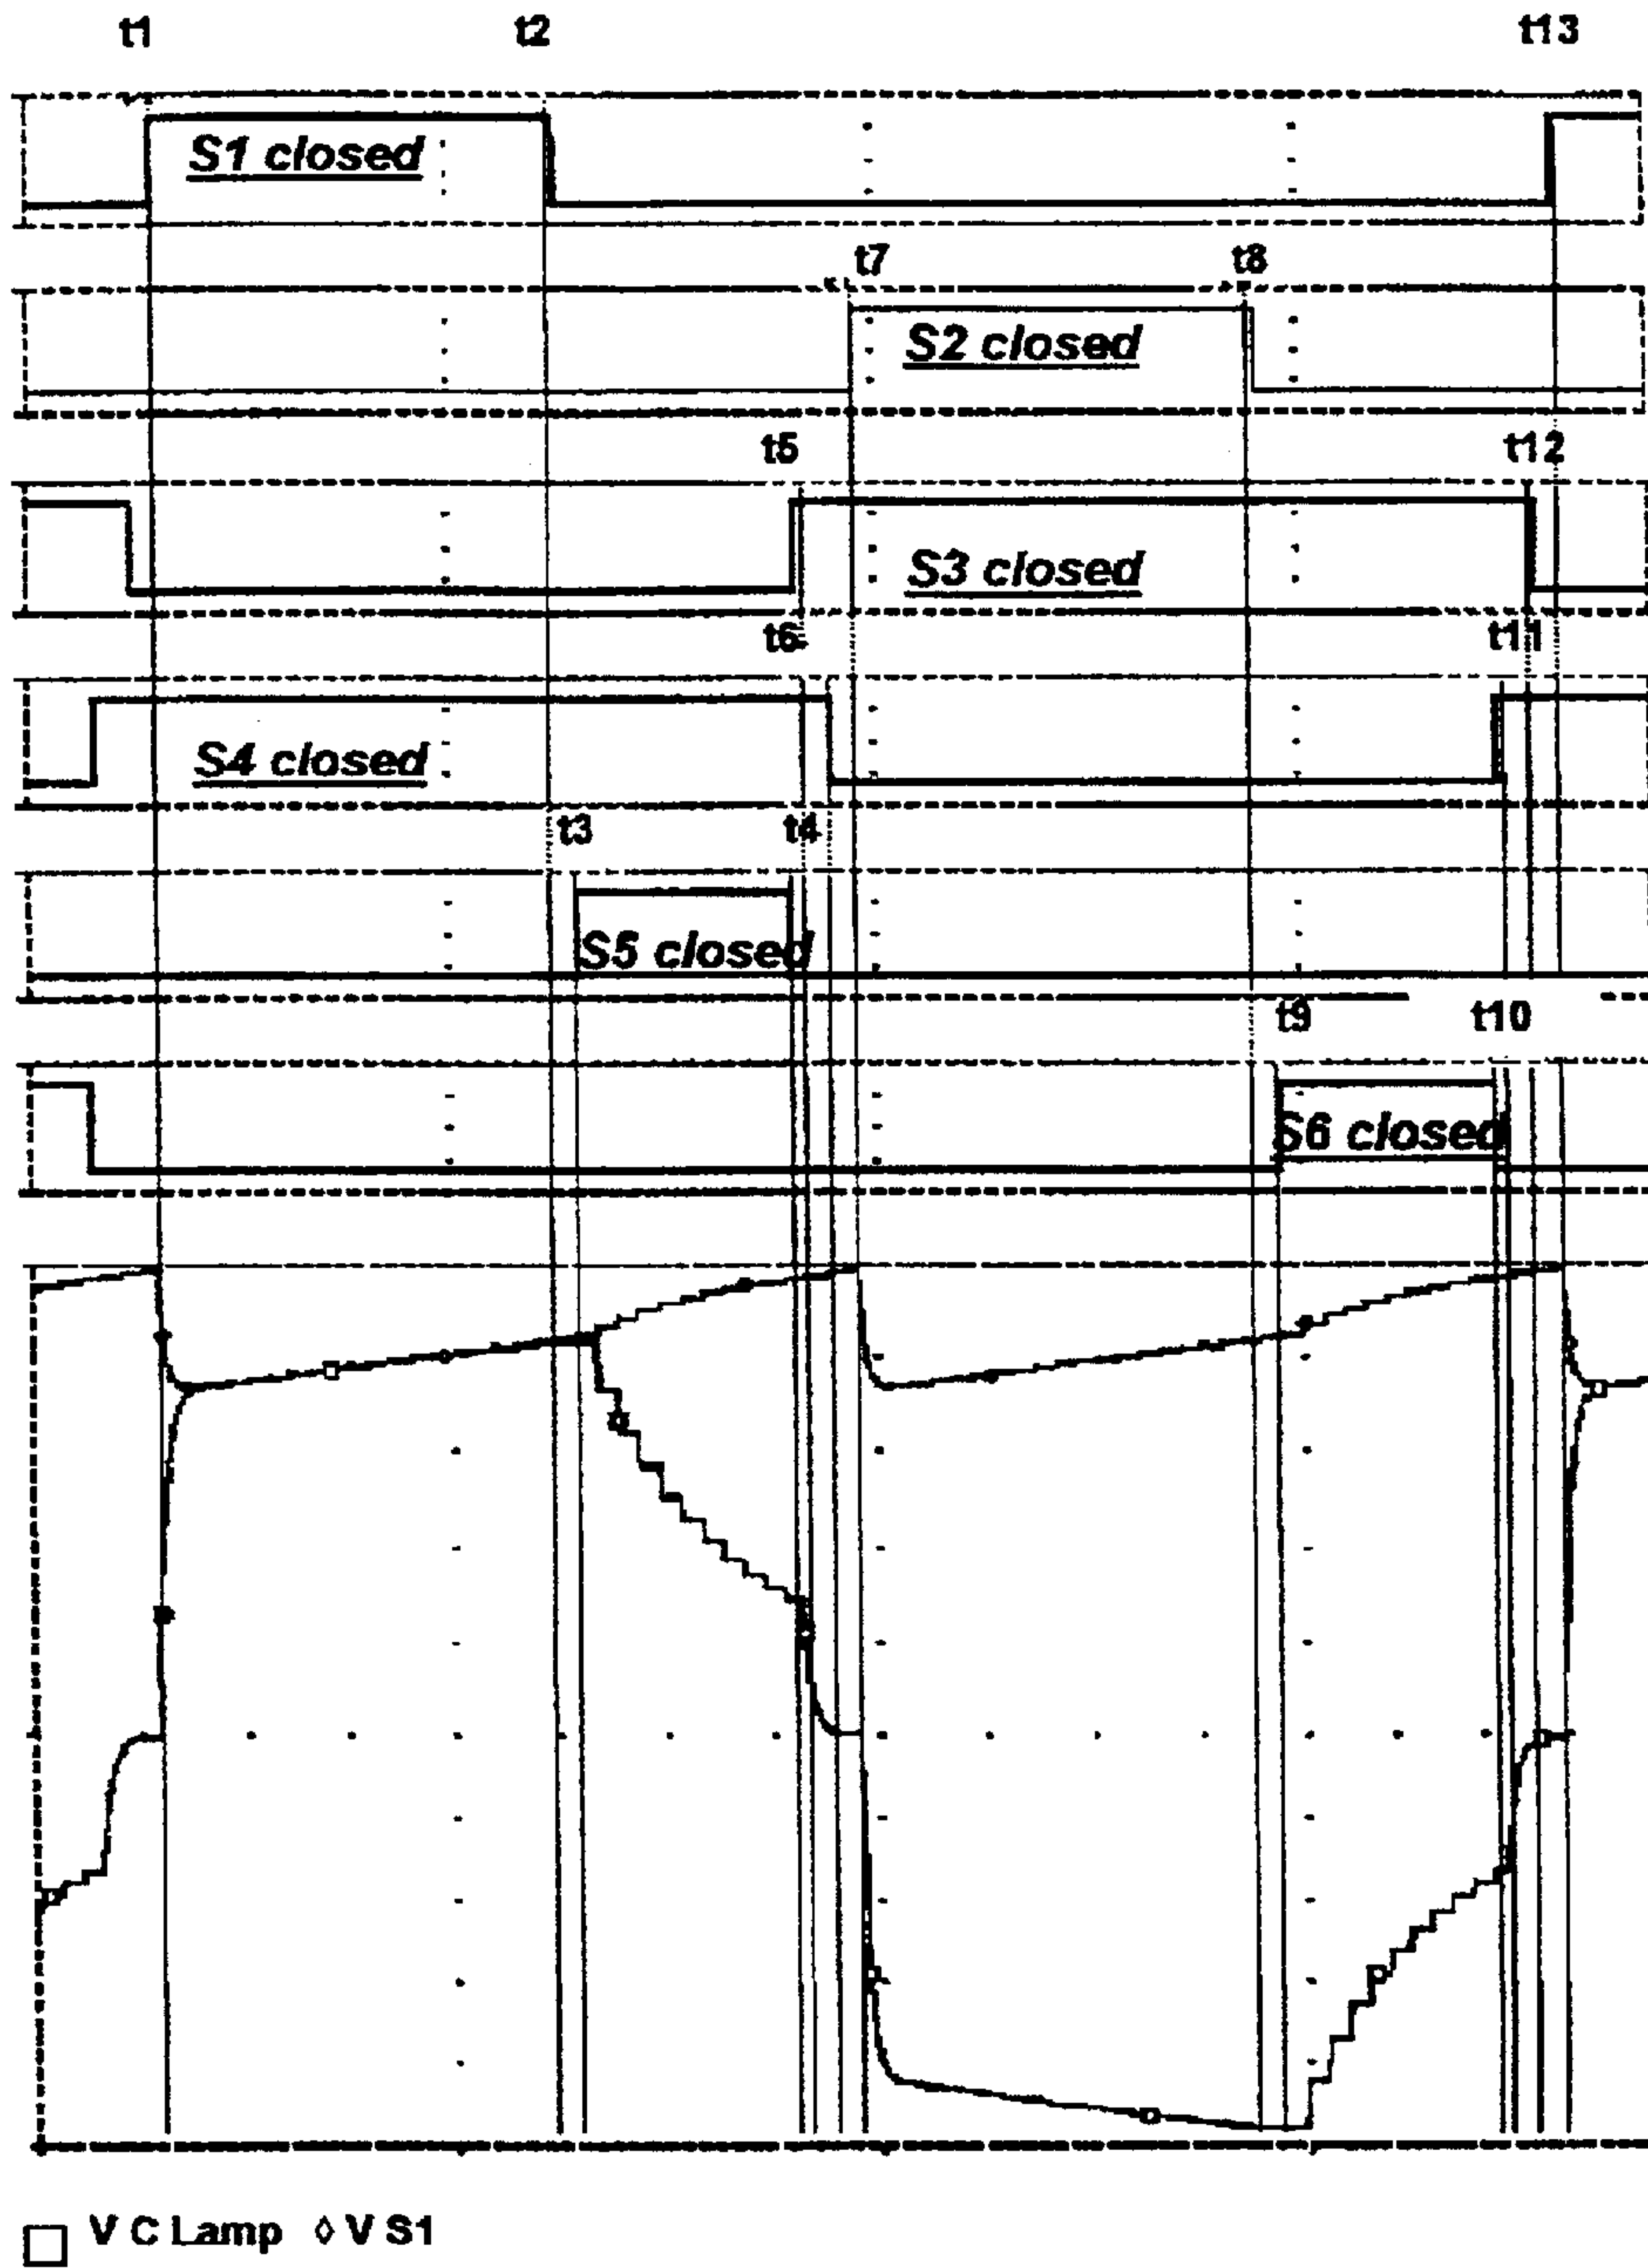 t1 t2 t13
S1 closed
t7 t8
S2 closed
t5 t12
S3 closed
t6 t11
S4 closed
t3 t4
S5 closed
t9 t10
S6 closed
V C Lamp ◊ V S1